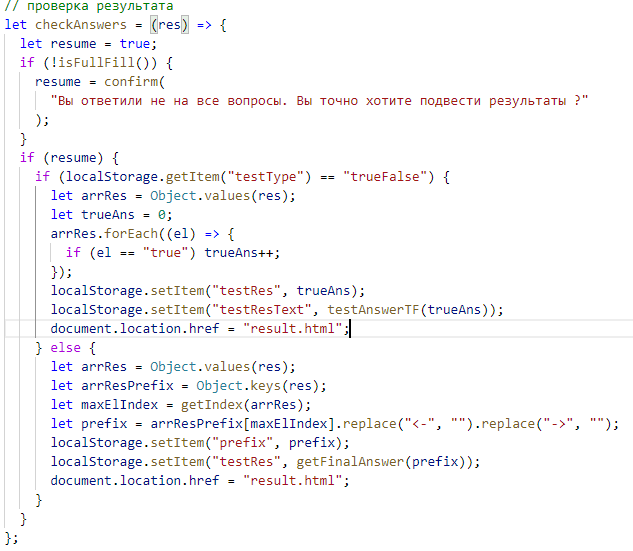 // проверка результата
let checkAnswers = (res) => {
  let resume = true;
  if (!isFullFill()) {
    resume = confirm(
      "Вы ответили не на все вопросы. Вы точно хотите подвести результаты ?"
    );
  }
  if (resume) {
    if (localStorage.getItem("testType") == "trueFalse") {
      let arrRes = Object.values(res);
      let trueAns = 0;
      arrRes.forEach((el) => {
        if (el == "true") trueAns++;
      });
      localStorage.setItem("testRes", trueAns);
      localStorage.setItem("testResText", testAnswerTF(trueAns));
      document.location.href = "result.html";
    } else {
      let arrRes = Object.values(res);
      let arrResPrefix = Object.keys(res);
      let maxElIndex = getIndex(arrRes);
      let prefix = arrResPrefix[maxElIndex].replace("<-", "").replace("->", "");
      localStorage.setItem("prefix", prefix);
      localStorage.setItem("testRes", getFinalAnswer(prefix));
      document.location.href = "result.html";
    }
  }
};